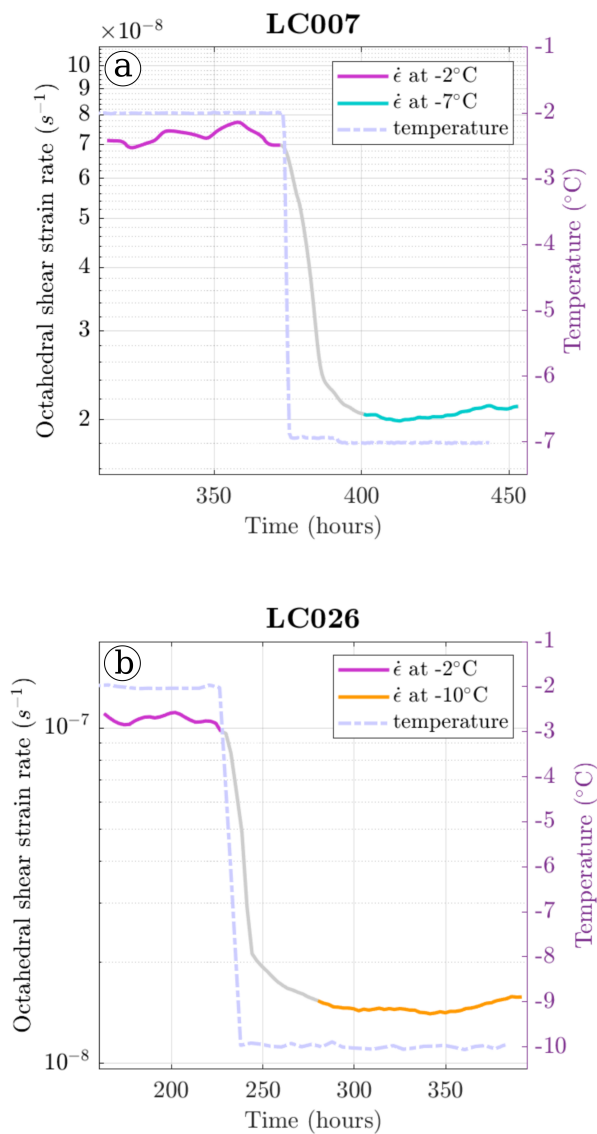 LC007
×10⁻⁸
a
ε̇ at -2°C
ε̇ at -7°C
temperature
10
9
8
7
6
5
4
3
2
Octahedral shear strain rate (s⁻¹)
-1
-2
-3
-4
-5
-6
-7
Temperature (°C)
350 400 450
Time (hours)
LC026
b
ε̇ at -2°C
ε̇ at -10°C
temperature
10⁻⁷
10⁻⁸
Octahedral shear strain rate (s⁻¹)
-1
-2
-3
-4
-5
-6
-7
-8
-9
-10
Temperature (°C)
200 250 300 350
Time (hours)